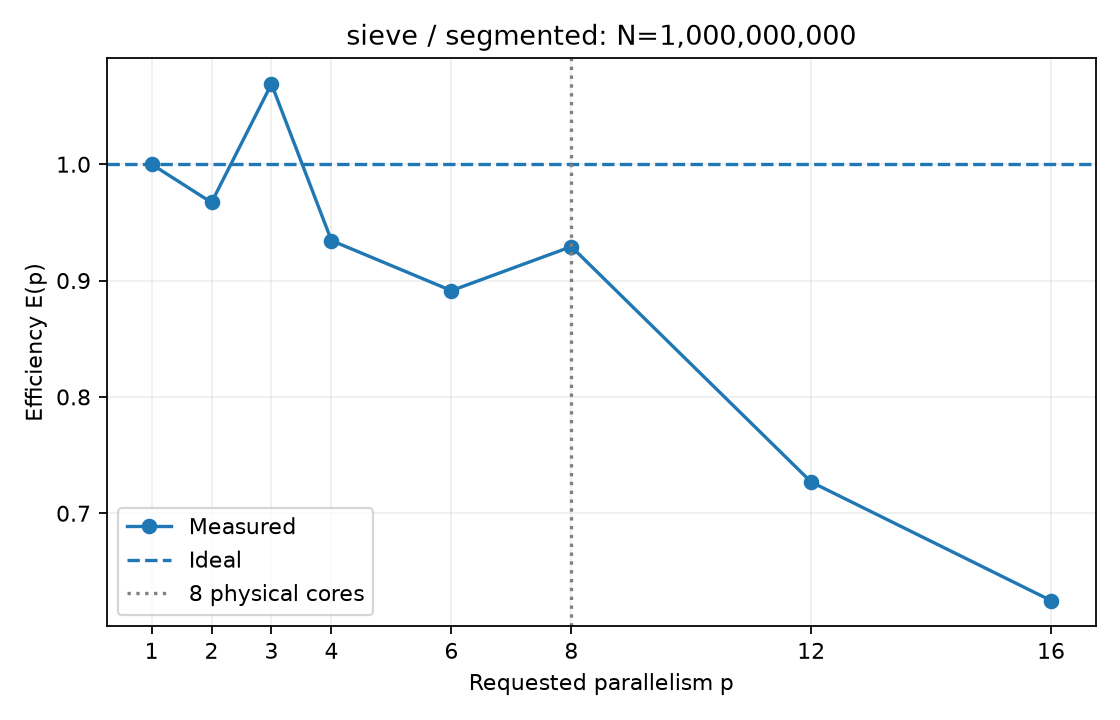 sieve / segmented: N=1,000,000,000
Efficiency E(p)
1.0
0.9
0.8
0.7
Measured
Ideal
8 physical cores
1 2 3 4 6 8 12 16
Requested parallelism p